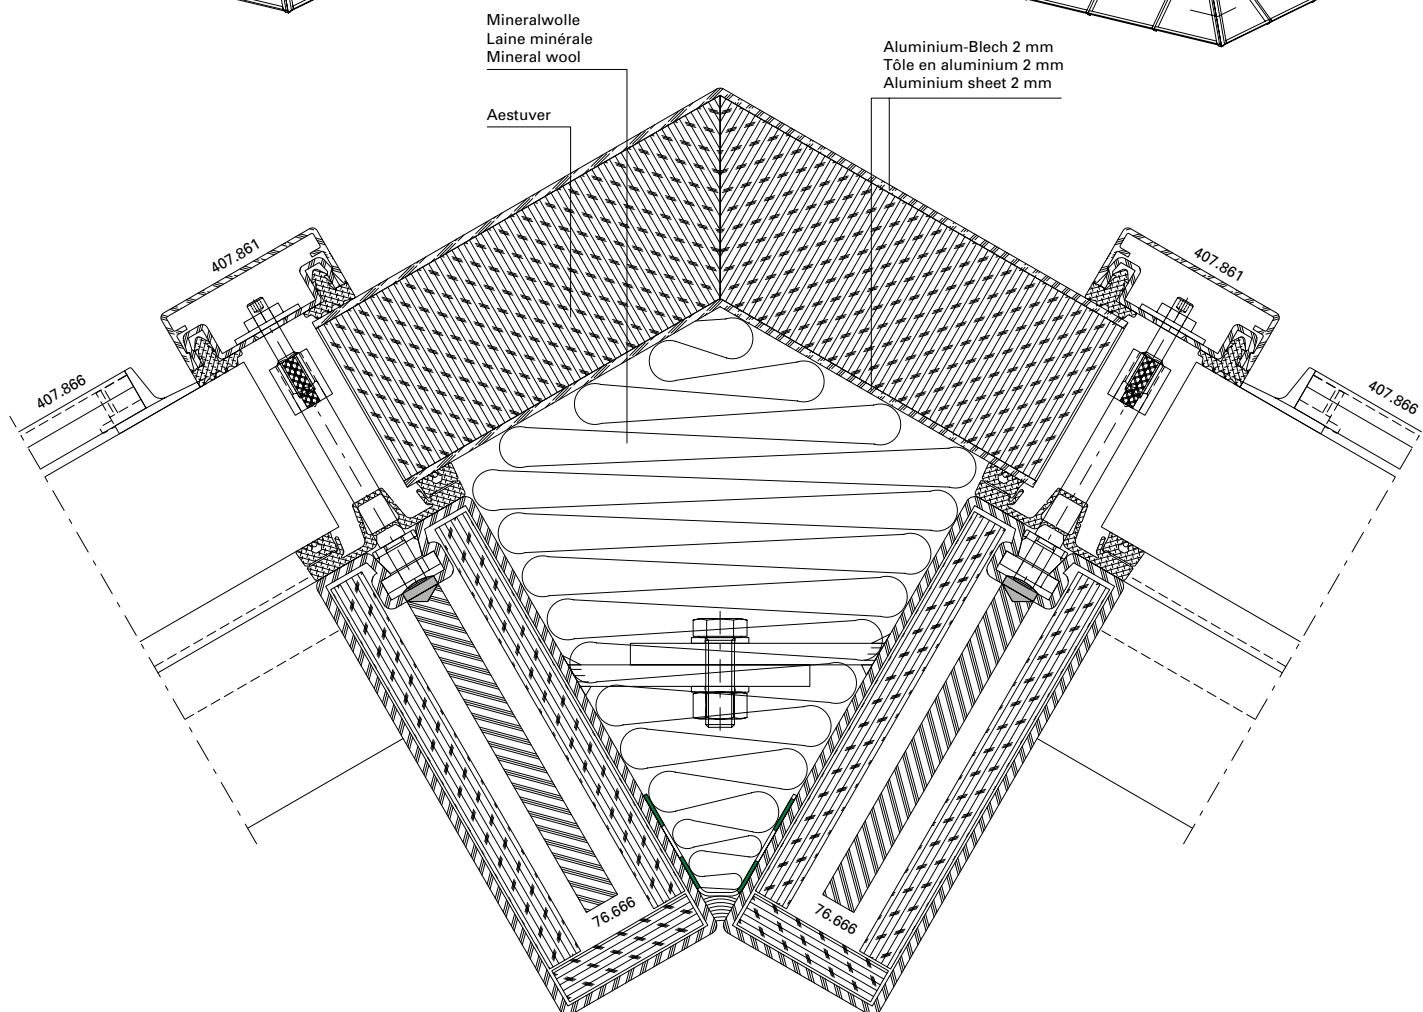 Mineralwolle
Laine minérale
Mineral wool
Aluminium-Blech 2 mm
Tôle en aluminium 2 mm
Aluminium sheet 2 mm
Aestuver
407.861
407.861
407.866
407.866
76.666
76.666